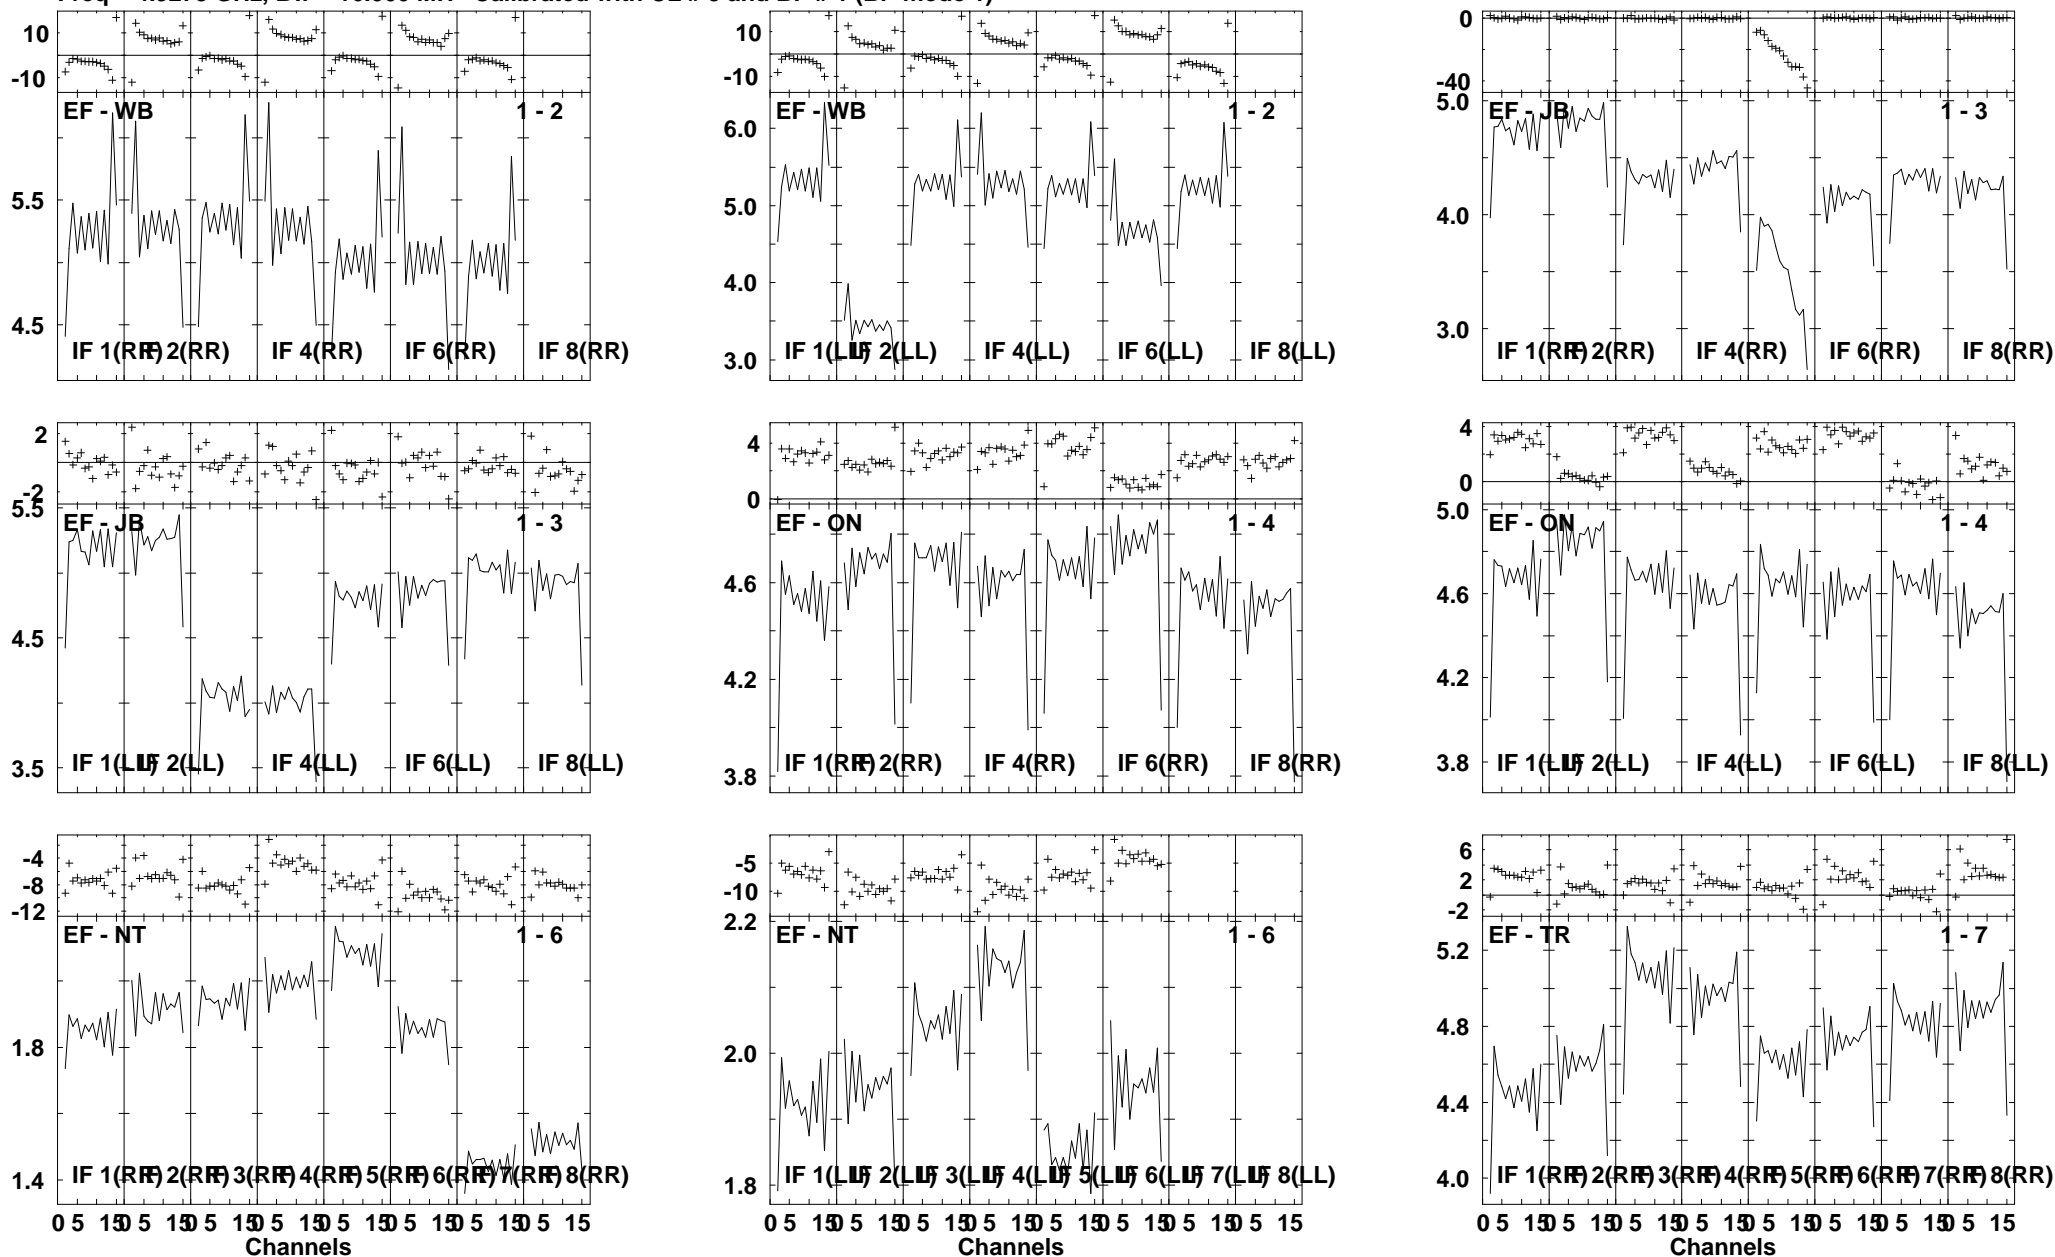 10
-10
EF - WB
1 - 2
5.5
4.5
IF 1(RR)
IF 2(RR)
IF 4(RR)
IF 6(RR)
IF 8(RR)
10
-10
EF - WB
1 - 2
6.0
5.0
4.0
3.0
IF 1(LL)
IF 2(LL)
IF 4(LL)
IF 6(LL)
IF 8(LL)
0
-40
EF - JB
1 - 3
5.0
4.0
3.0
IF 1(RR)
IF 2(RR)
IF 4(RR)
IF 6(RR)
IF 8(RR)
2
-2
EF - JB
1 - 3
5.5
4.5
3.5
IF 1(LL)
IF 2(LL)
IF 4(LL)
IF 6(LL)
IF 8(LL)
4
0
EF - ON
1 - 4
4.6
4.2
3.8
IF 1(RR)
IF 2(RR)
IF 4(RR)
IF 6(RR)
IF 8(RR)
4
0
EF - ON
1 - 4
5.0
4.6
4.2
3.8
IF 1(LL)
IF 2(LL)
IF 4(LL)
IF 6(LL)
IF 8(LL)
-4
-8
-12
EF - NT
1 - 6
1.8
1.4
IF 1(RR)
IF 2(RR)
IF 3(RR)
IF 4(RR)
IF 5(RR)
IF 6(RR)
IF 7(RR)
IF 8(RR)
0 5 15 0 5 15 0 5 15 0 5 15 0 5 15 0 5 15 0 5 15 0 5 15
Channels
-5
-10
EF - NT
1 - 6
2.2
2.0
1.8
IF 1(LL)
IF 2(LL)
IF 3(LL)
IF 4(LL)
IF 5(LL)
IF 6(LL)
IF 7(LL)
IF 8(LL)
0 5 15 0 5 15 0 5 15 0 5 15 0 5 15 0 5 15 0 5 15 0 5 15
Channels
6
2
-2
EF - TR
1 - 7
5.2
4.8
4.4
4.0
IF 1(RR)
IF 2(RR)
IF 3(RR)
IF 4(RR)
IF 5(RR)
IF 6(RR)
IF 7(RR)
IF 8(RR)
0 5 15 0 5 15 0 5 15 0 5 15 0 5 15 0 5 15 0 5 15 0 5 15
Channels